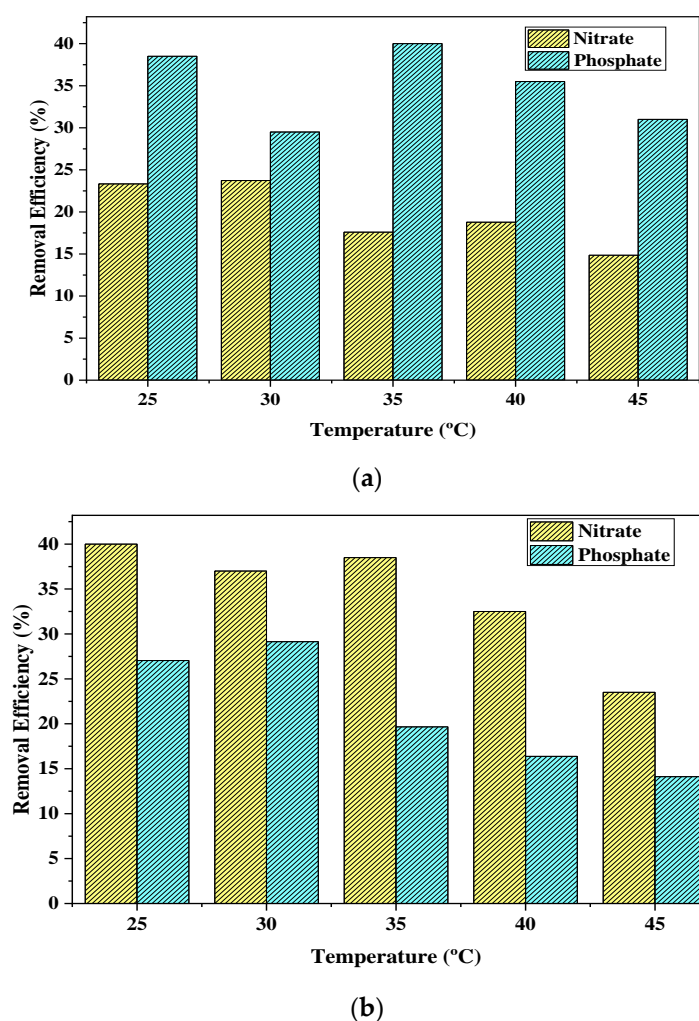 40
35
30
25
20
15
10
5
0
Removal Efficiency (%)
Nitrate
Phosphate
25 30 35 40 45
Temperature (ºC)
(a)
40
35
30
25
20
15
10
5
0
Removal Efficiency (%)
Nitrate
Phosphate
25 30 35 40 45
Temperature (ºC)
(b)